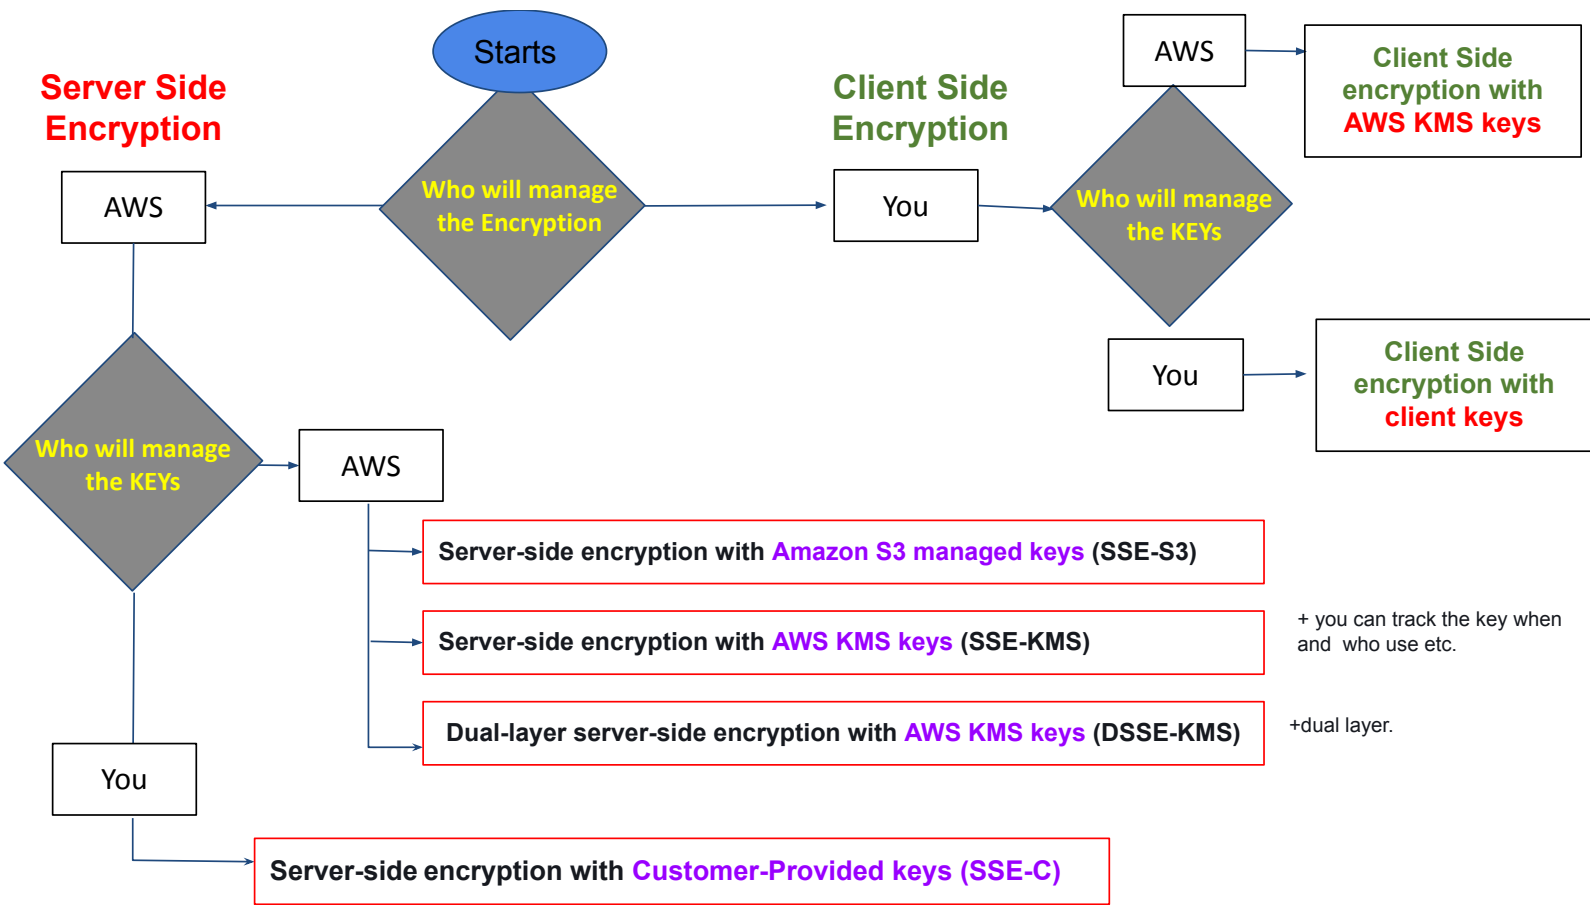 Starts
AWS
Client Side
encryption with
AWS KMS keys
Server Side
Encryption
Client Side
Encryption
AWS
Who will manage
the Encryption
You
Who will manage
the KEYs
You
Client Side
encryption with
client keys
Who will manage
the KEYs
AWS
Server-side encryption with Amazon S3 managed keys (SSE-S3)
Server-side encryption with AWS KMS keys (SSE-KMS)
+ you can track the key when
and who use etc.
Dual-layer server-side encryption with AWS KMS keys (DSSE-KMS)
+dual layer.
You
Server-side encryption with Customer-Provided keys (SSE-C)